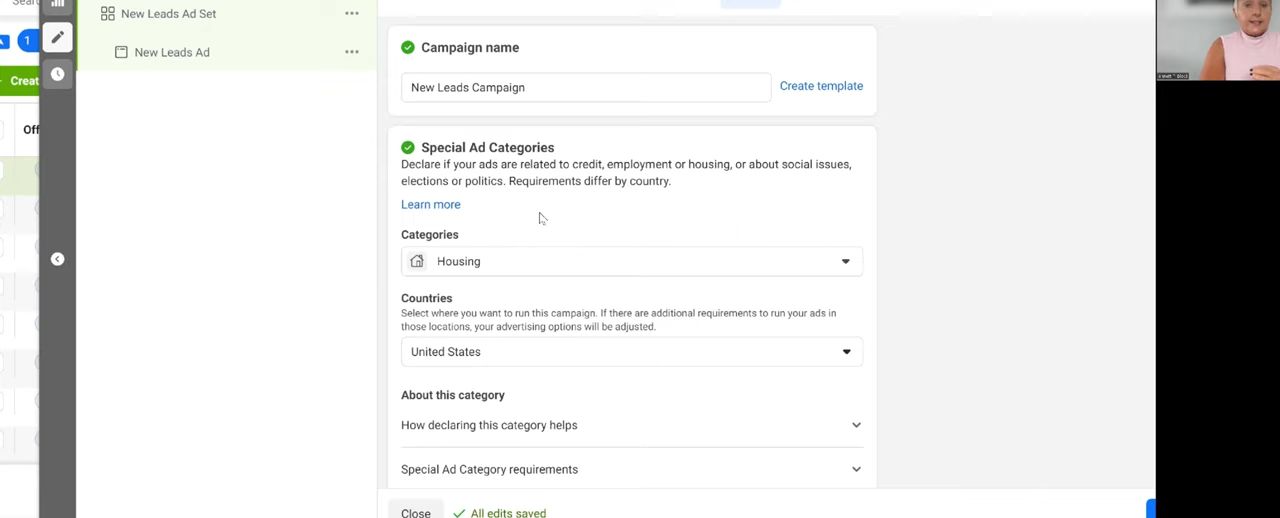 Sear
New Leads Ad Set
New Leads Ad
1
Creat
Off
Campaign name
New Leads Campaign
Create template
Special Ad Categories
Declare if your ads are related to credit, employment or housing, or about social issues,
elections or politics. Requirements differ by country.
Learn more
Categories
Housing
Countries
Select where you want to run this campaign. If there are additional requirements to run your ads in
those locations, your advertising options will be adjusted.
United States
About this category
How declaring this category helps
Special Ad Category requirements
Close
All edits saved